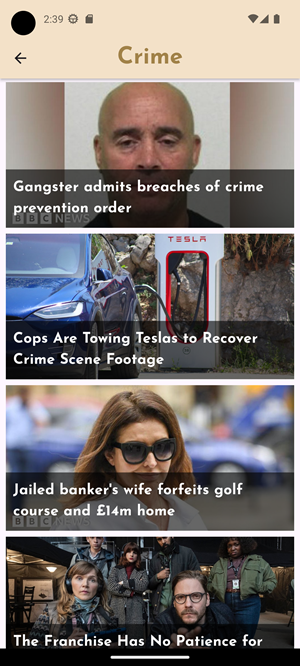 2:39
Crime
Gangster admits breaches of crime
prevention order
BBC NEWS
TESLA
Cops Are Towing Teslas to Recover
Crime Scene Footage
Jailed banker's wife forfeits golf
course and £14m home
BBC NEWS
The Franchise Has No Patience for